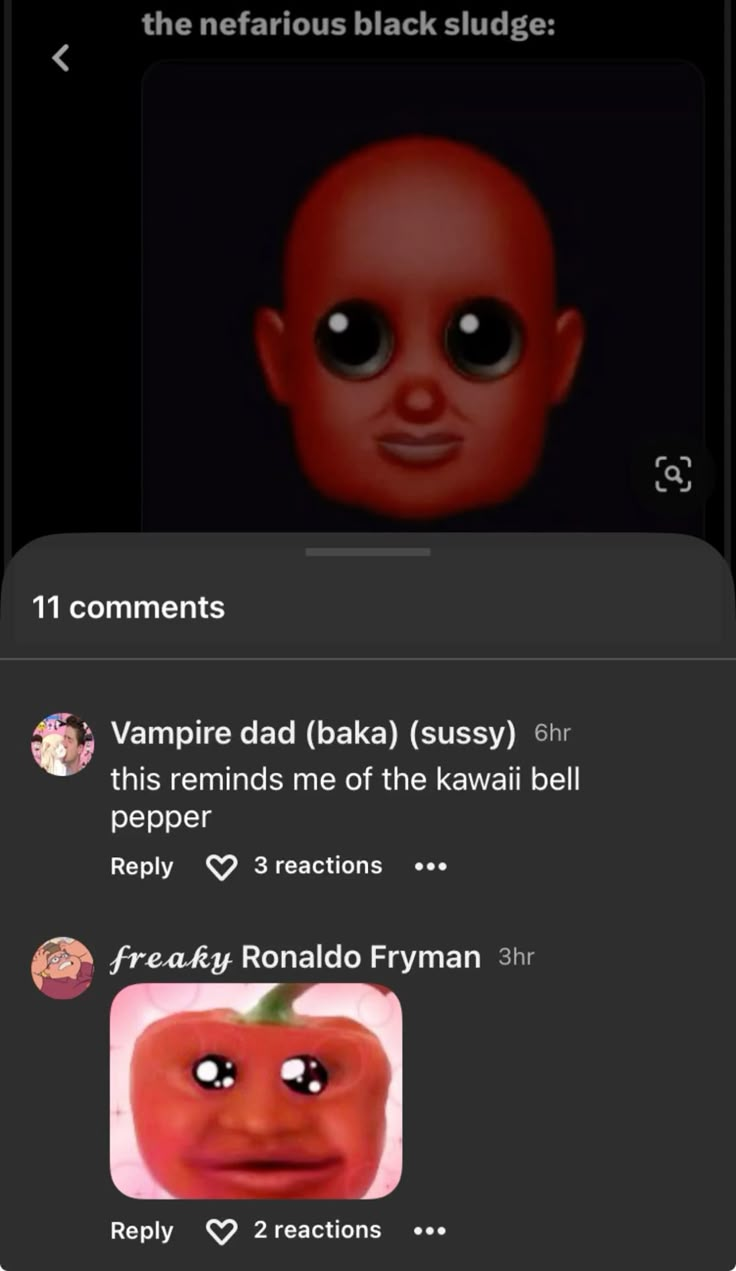 the nefarious black sludge:
11 comments
Vampire dad (baka) (sussy) 6hr
this reminds me of the kawaii bell
pepper
Reply 3 reactions
𝒻𝓇ℯ𝒶𝓀𝓎 Ronaldo Fryman 3hr
Reply 2 reactions